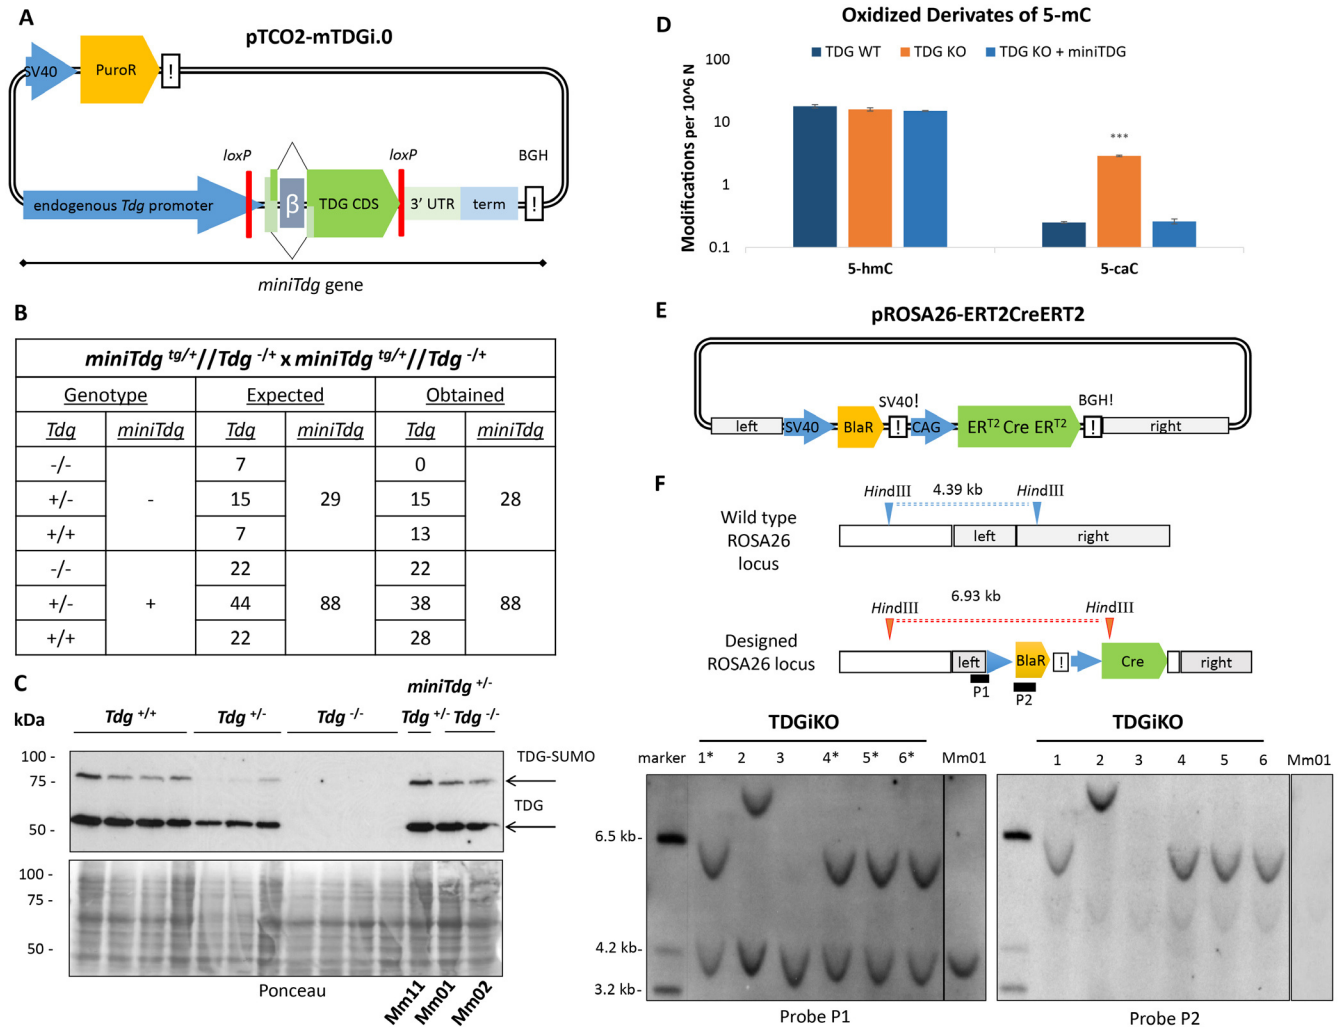 A
pTCO2-mTDGi.0
SV40
PuroR
!
loxP
loxP
BGH
endogenous Tdg promoter
β
TDG CDS
3' UTR
term
!
miniTdg gene
B
miniTdg tg/+//Tdg -/+ x miniTdg tg/+//Tdg -/+
Genotype Expected Obtained
Tdg miniTdg Tdg miniTdg Tdg miniTdg
-/- 7 0
+/- - 15 29 15 28
+/+ 7 13
-/- 22 22
+/- + 44 88 38 88
+/+ 22 28
C
miniTdg +/-
kDa
Tdg +/+ Tdg +/- Tdg -/- Tdg +/- Tdg -/-
100 -
75 -
50 -
TDG-SUMO
TDG
100 -
75 -
50 -
Ponceau
Mm11
Mm01
Mm02
D
Oxidized Derivates of 5-mC
TDG WT TDG KO TDG KO + miniTDG
Modifications per 10^6 N
100
10
1
0.1
***
5-hmC 5-caC
E
pROSA26-ERT2CreERT2
left
SV40
BlaR
SV40!
!
CAG
ERT2 Cre ERT2
BGH!
!
right
F
HindIII 4.39 kb HindIII
Wild type
ROSA26
locus
left right
6.93 kb
HindIII HindIII
Designed
ROSA26 locus
left BlaR ! Cre right
P1 P2
TDGiKO TDGiKO
marker 1* 2 3 4* 5* 6* Mm01 1 2 3 4 5 6 Mm01
6.5 kb-
4.2 kb-
3.2 kb-
Probe P1 Probe P2